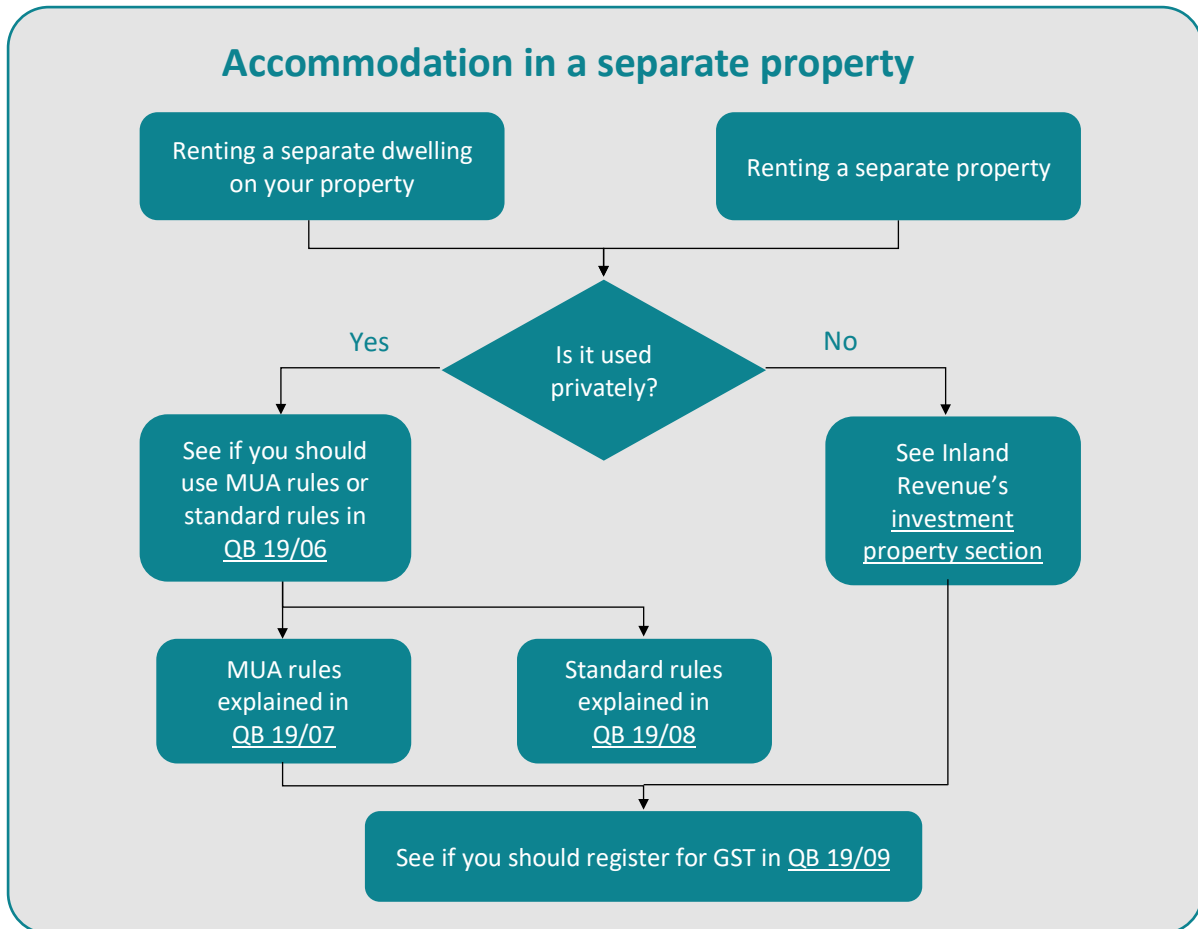 Accommodation in a separate property
Renting a separate dwelling
on your property
Renting a separate property
Is it used
privately?
Yes
No
See if you should
use MUA rules or
standard rules in
QB 19/06
See Inland
Revenue’s
investment
property section
MUA rules
explained in
QB 19/07
Standard rules
explained in
QB 19/08
See if you should register for GST in QB 19/09